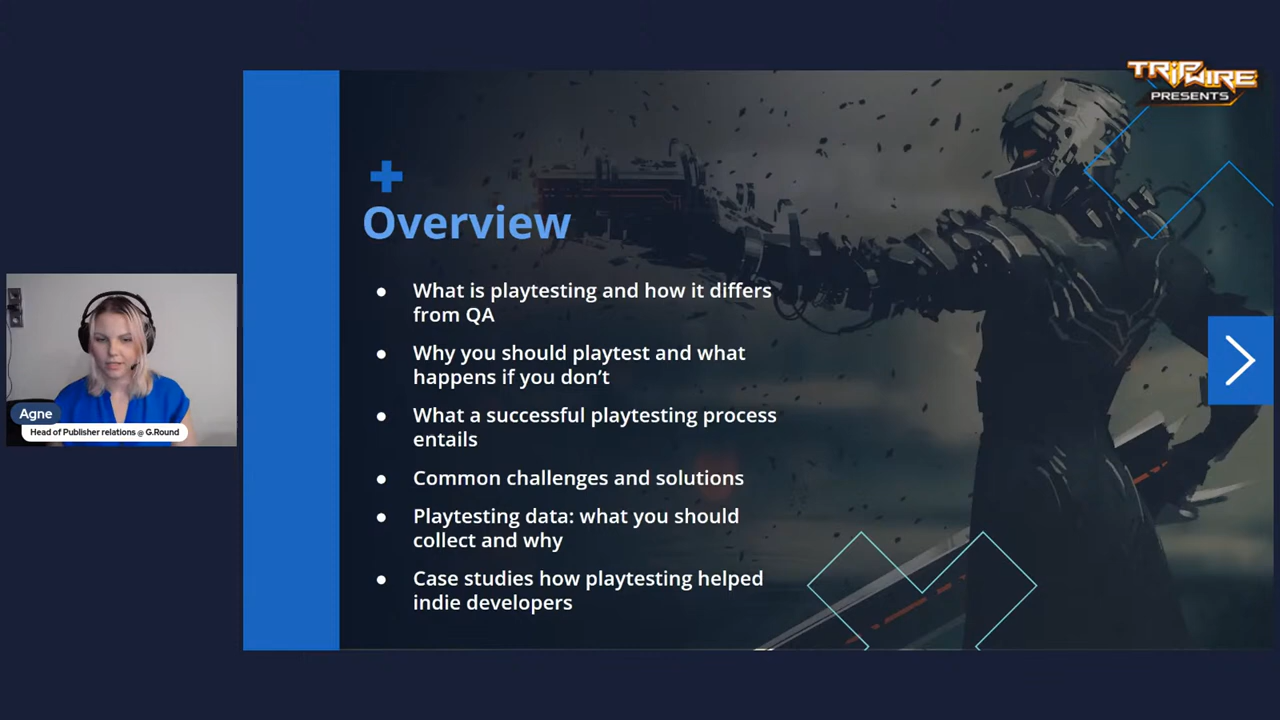 TRIPWIRE
PRESENTS
Overview
● What is playtesting and how it differs
from QA
● Why you should playtest and what
happens if you don’t
● What a successful playtesting process
entails
● Common challenges and solutions
● Playtesting data: what you should
collect and why
● Case studies how playtesting helped
indie developers
Agne
Head of Publisher relations @ G.Round